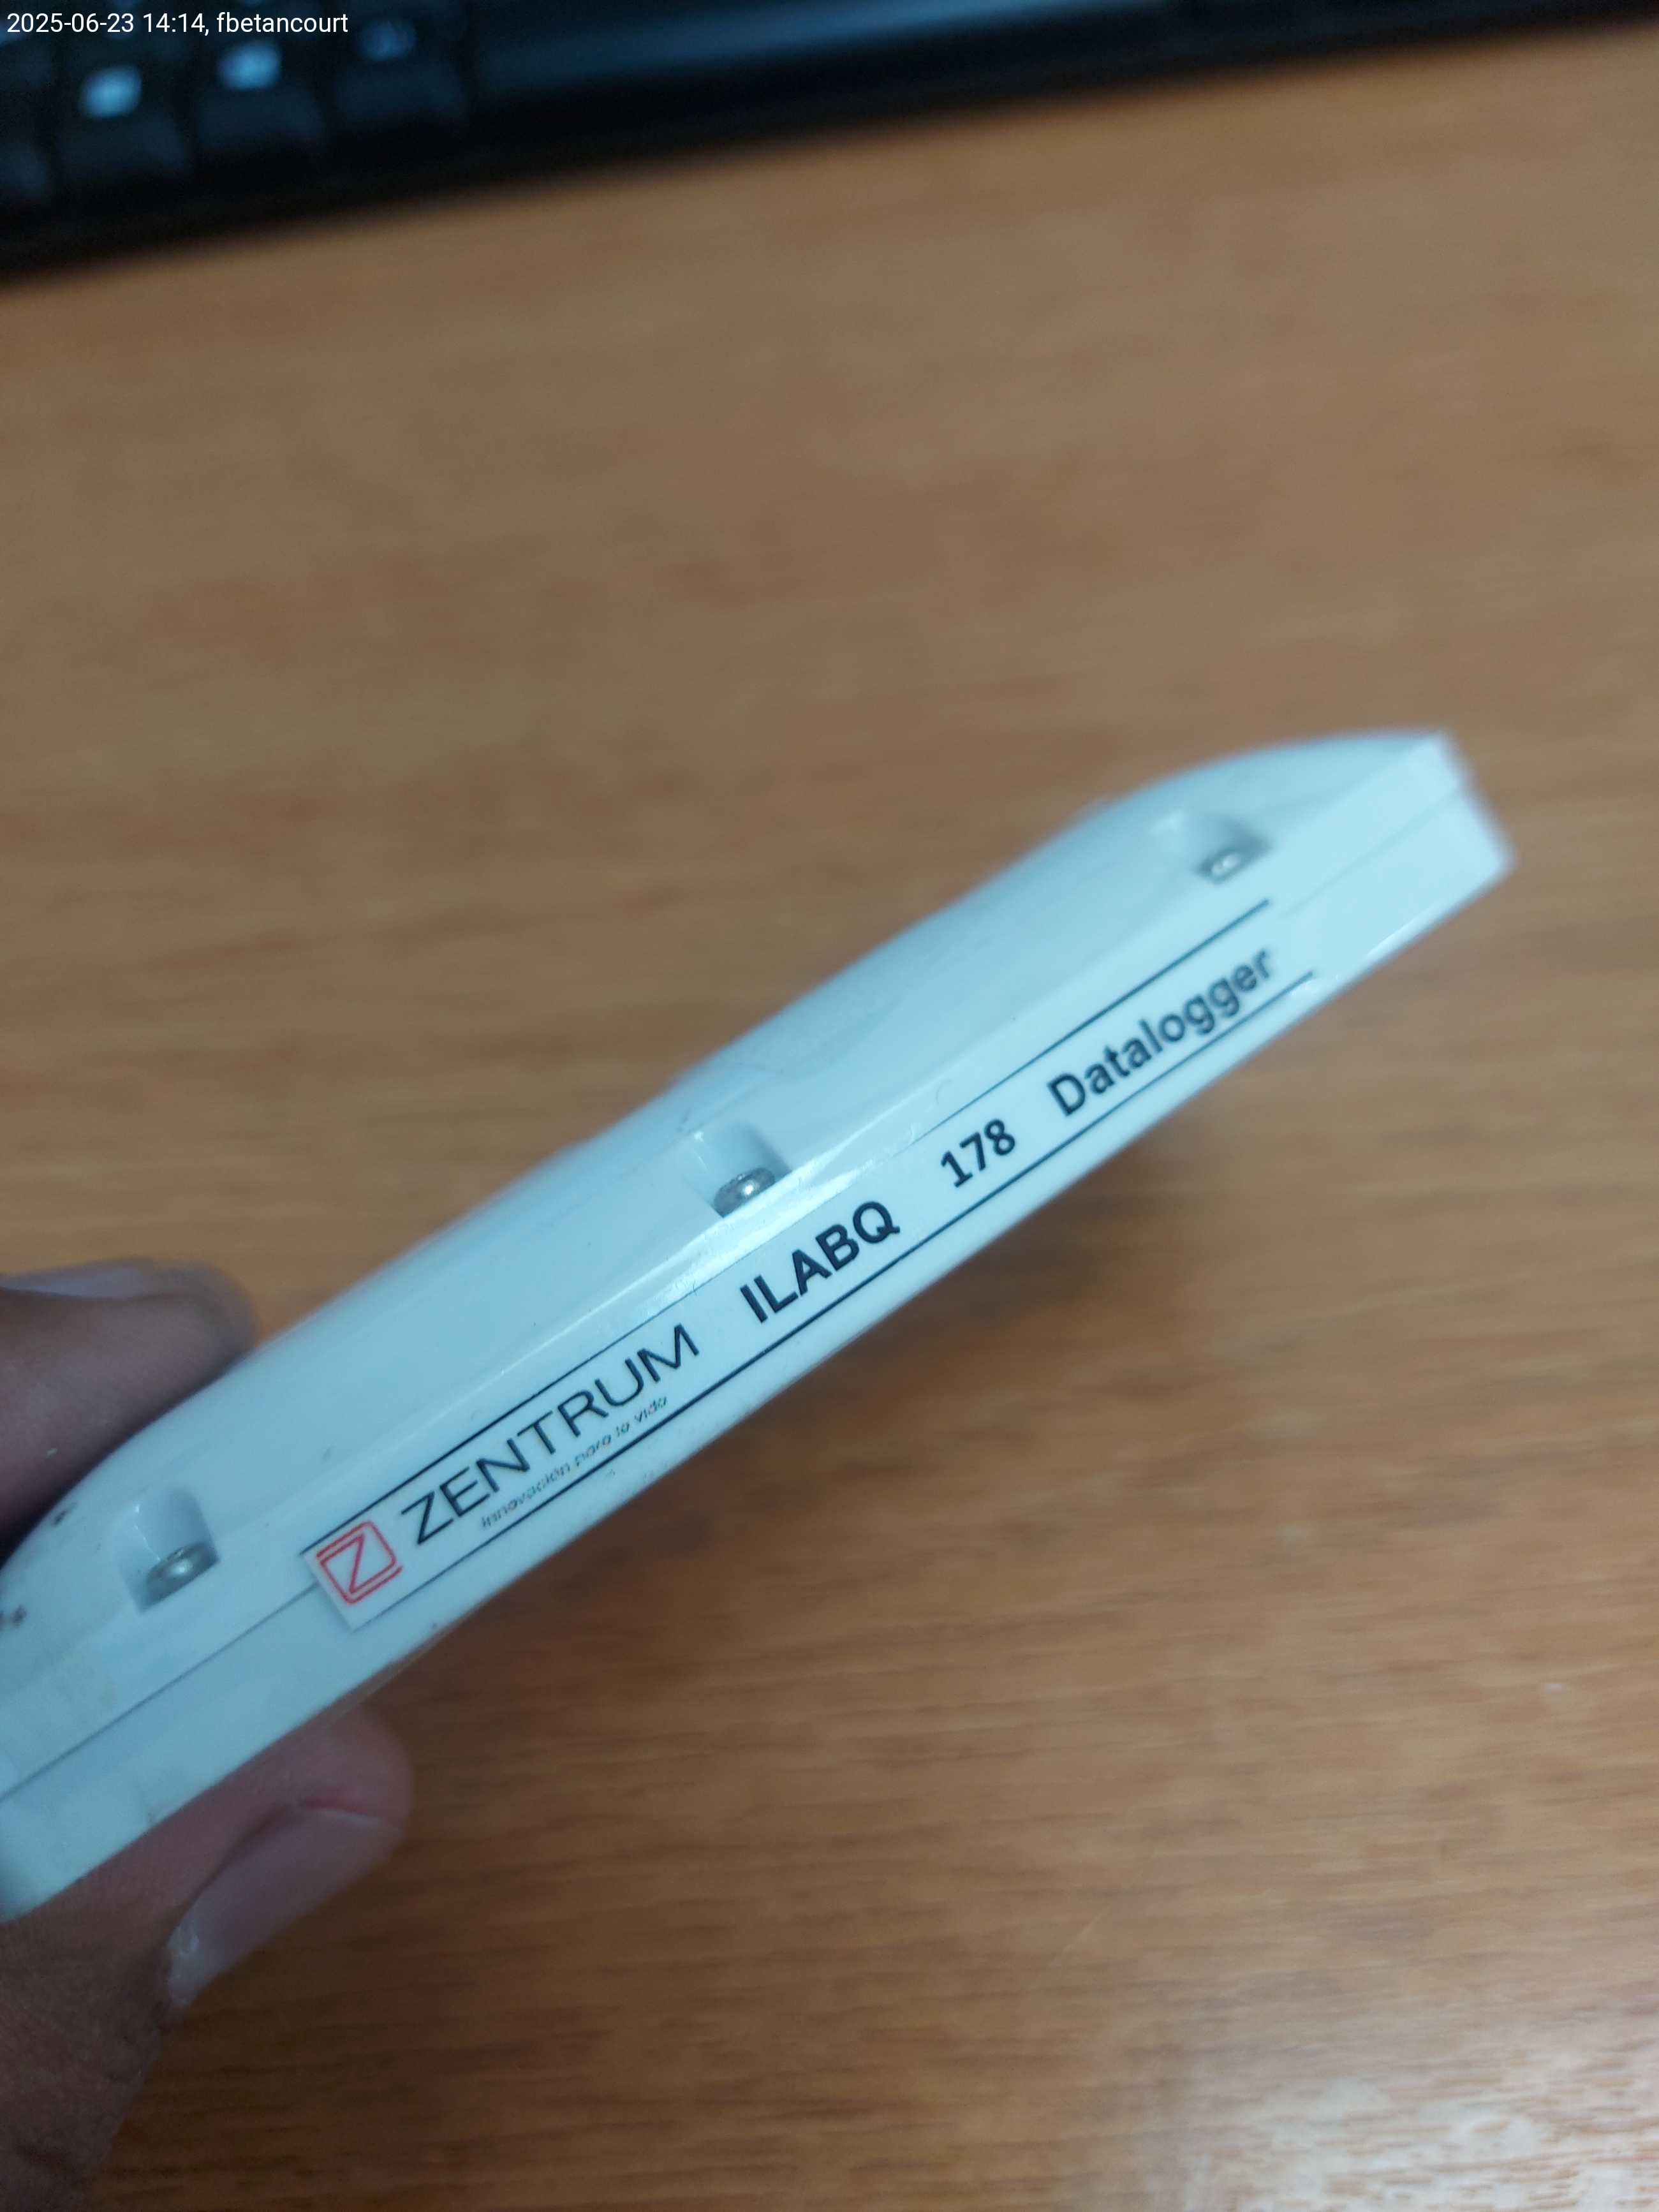 2025-06-23 14:14, fbetancourt
Z ZENTRUM ILABQ 178 Datalogger
Innovación para la vida